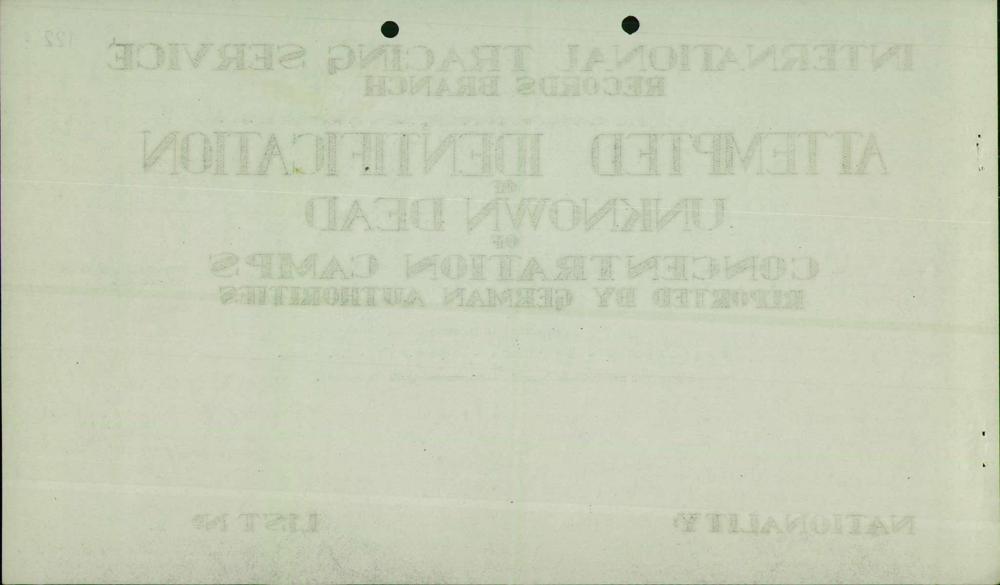 122
INTERNATIONAL TRACING SERVICE
RECORDS BRANCH
ATTEMPTED IDENTIFICATION
OF
UNKNOWN DEAD
OF
CONCENTRATION CAMPS
REPORTED BY GERMAN AUTHORITIES
NATIONALITY LIST Nº